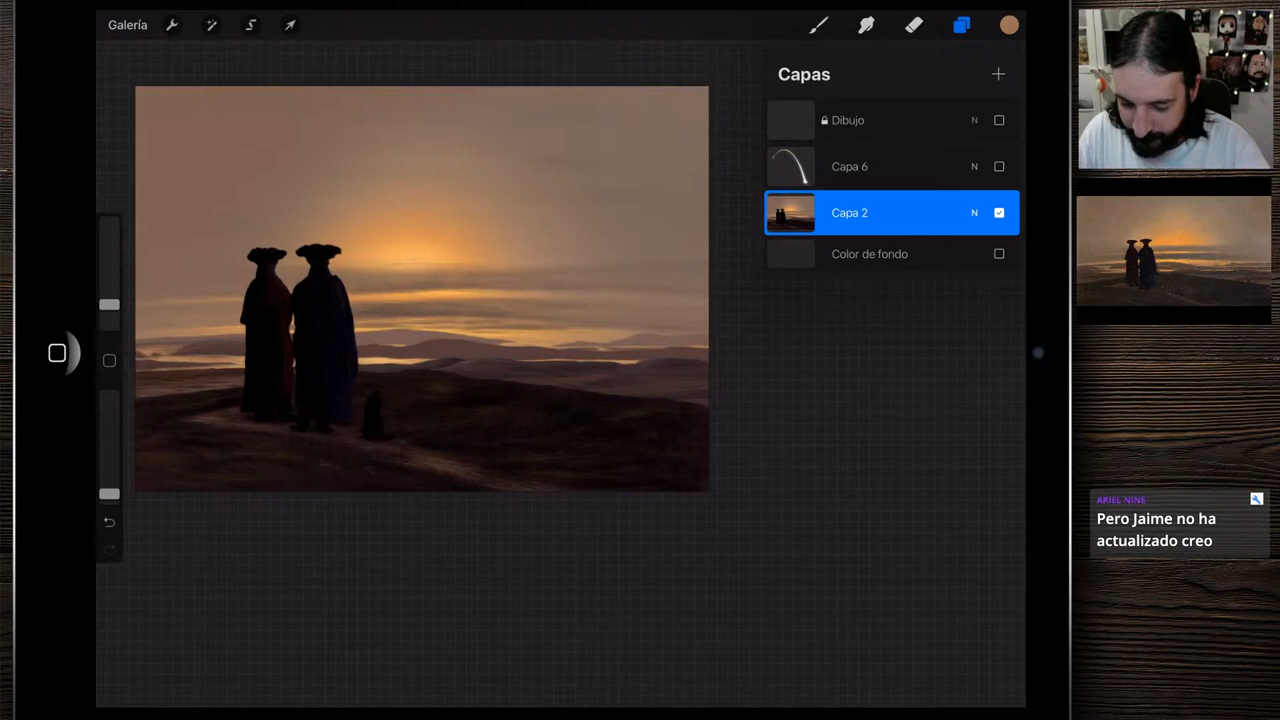 Galería
Capas
Dibujo N
Capa 6 N
Capa 2 N
Color de fondo
ARIEL NINE
Pero Jaime no ha
actualizado creo